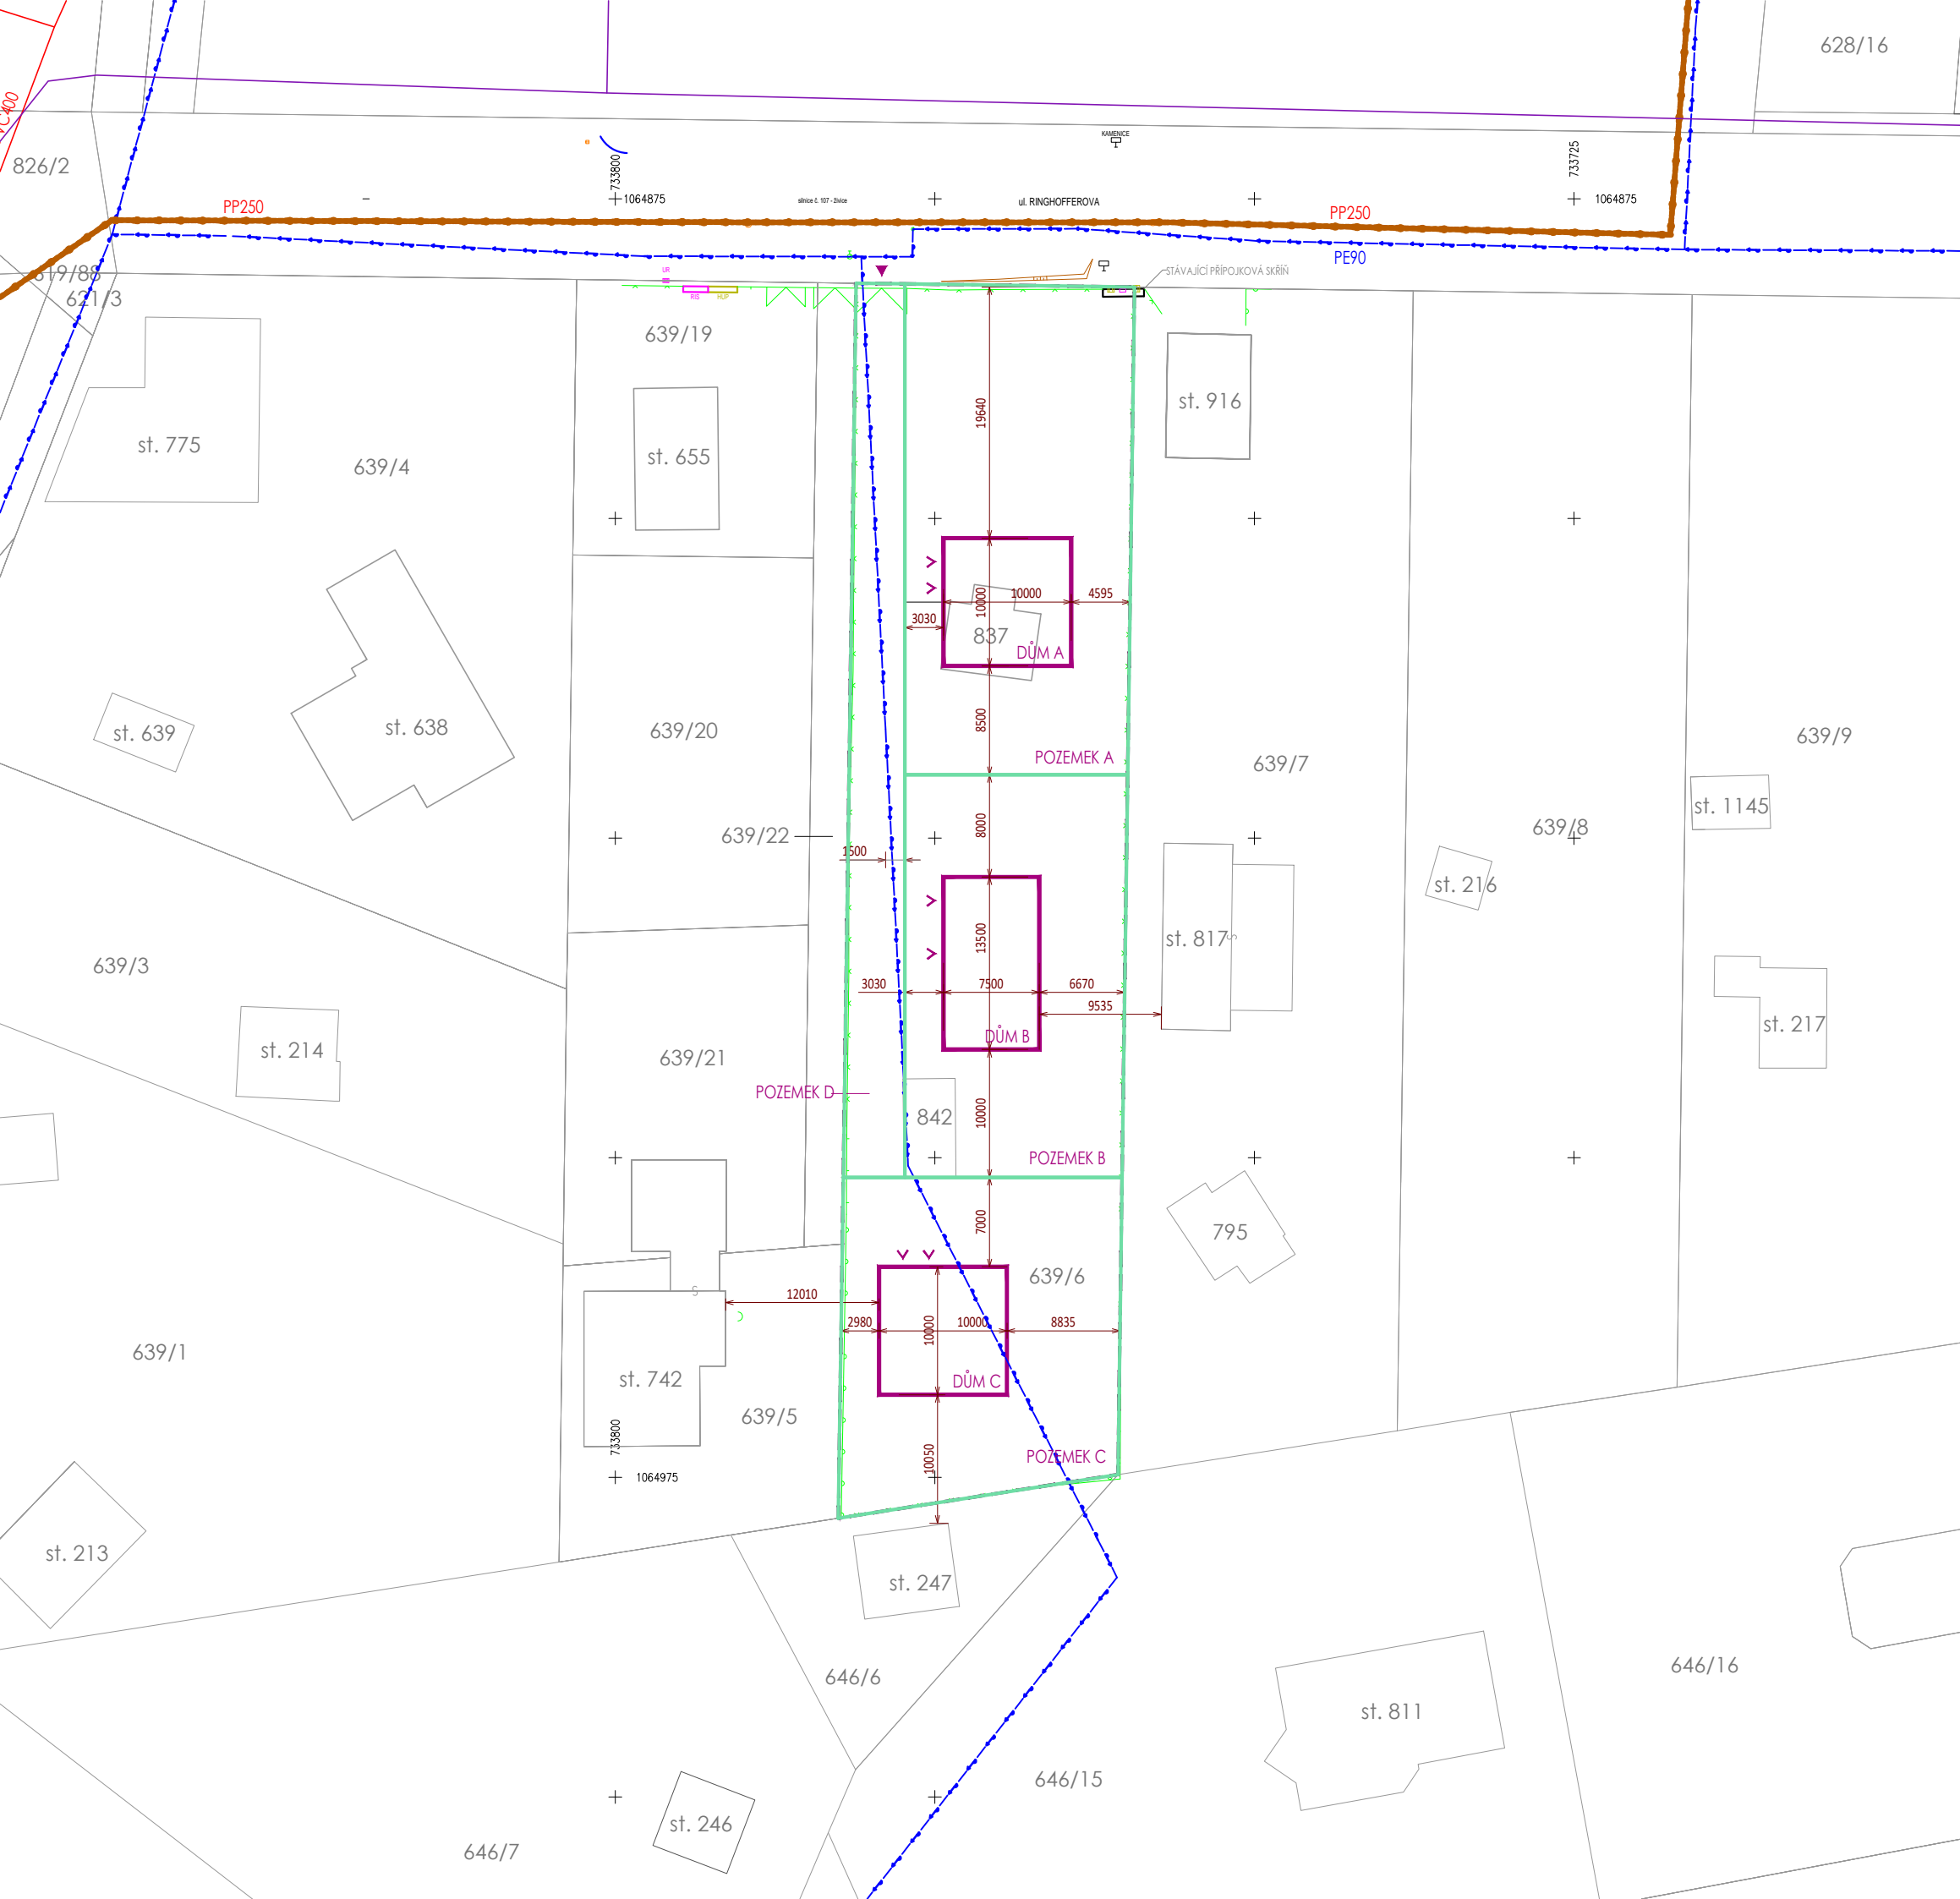 628/16
KAMENICE
826/2
733800
1064875
733725
1064875
PP250
silnice č. 107 - živice
ul. RINGHOFFEROVA
PP250
PE90
619/88
621/3
UR
RIS
HUP
STÁVAJÍCÍ PŘÍPOJKOVÁ SKŘÍŇ
639/19
st. 775
639/4
st. 655
19640
st. 916
10000
10000
4595
3030
837
DŮM A
st. 639
st. 638
639/20
8500
POZEMEK A
639/7
639/9
st. 1145
639/22
8000
639/8
1500
st. 216
13500
st. 817
S
639/3
3030
7500
6670
9535
st. 217
DŮM B
st. 214
639/21
POZEMEK D
842
10000
POZEMEK B
7000
795
639/6
S
12010
2980
10000
10000
8835
639/1
st. 742
DŮM C
639/5
733800
1064975
10050
POZEMEK C
st. 213
st. 247
646/6
646/16
st. 811
646/15
st. 246
646/7